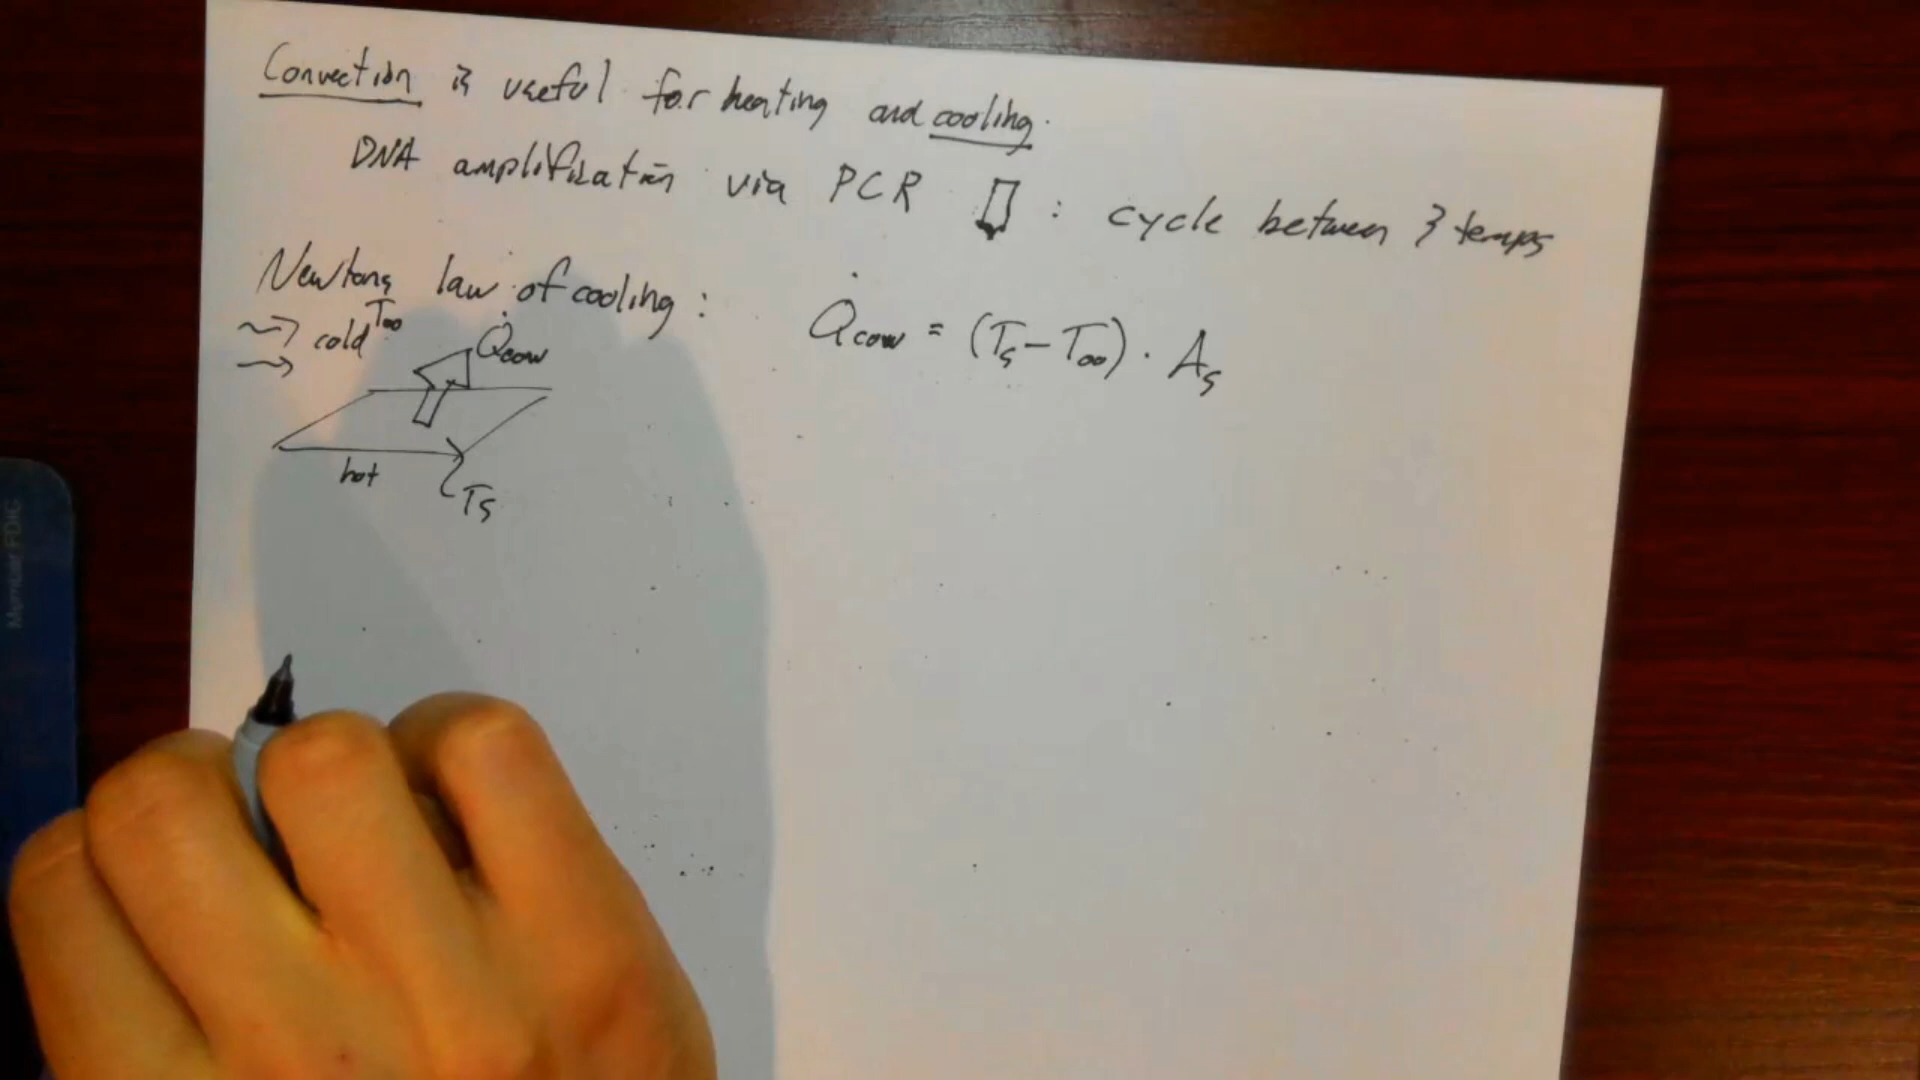 Convection is useful for heating and cooling.
DNA amplification via PCR : cycle between 3 temps
Newtons law of cooling : Q̇conv = (Ts - T∞) · As
cold T∞
Q̇conv
hot
Ts